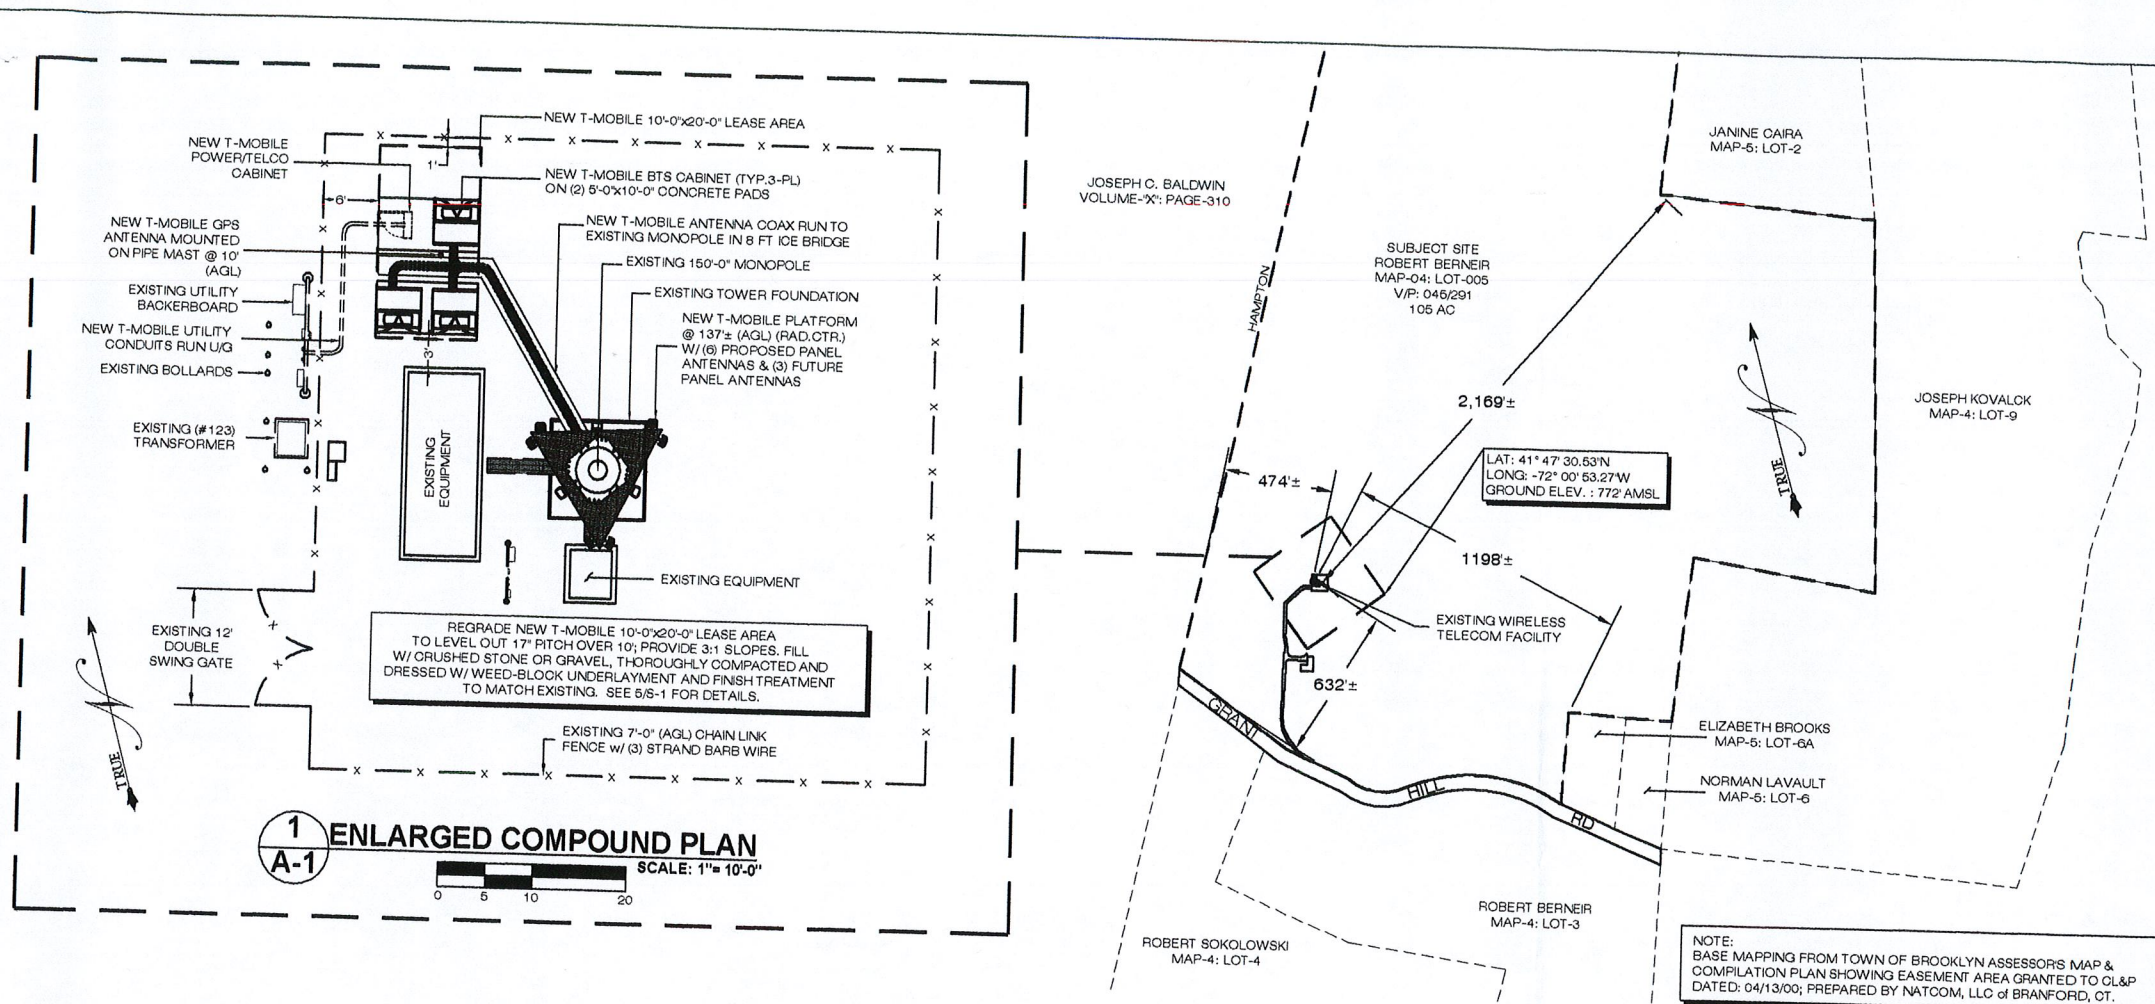 NEW T-MOBILE 10'-0"x20'-0" LEASE AREA
NEW T-MOBILE
POWER/TELCO
CABINET
1'
NEW T-MOBILE BTS CABINET (TYP.3-PL)
ON (2) 5'-0"x10'-0" CONCRETE PADS
6'
NEW T-MOBILE GPS
ANTENNA MOUNTED
ON PIPE MAST @ 10'
(AGL)
NEW T-MOBILE ANTENNA COAX RUN TO
EXISTING MONOPOLE IN 8 FT ICE BRIDGE
EXISTING 150'-0" MONOPOLE
EXISTING UTILITY
BACKERBOARD
EXISTING TOWER FOUNDATION
NEW T-MOBILE UTILITY
CONDUITS RUN U/G
NEW T-MOBILE PLATFORM
@ 137'± (AGL) (RAD.CTR.)
W/ (6) PROPOSED PANEL
ANTENNAS & (3) FUTURE
PANEL ANTENNAS
3'
EXISTING BOLLARDS
EXISTING (#123)
TRANSFORMER
EXISTING
EQUIPMENT
EXISTING EQUIPMENT
EXISTING 12'
DOUBLE
SWING GATE
REGRADE NEW T-MOBILE 10'-0"x20'-0" LEASE AREA
TO LEVEL OUT 17" PITCH OVER 10'; PROVIDE 3:1 SLOPES. FILL
W/ CRUSHED STONE OR GRAVEL, THOROUGHLY COMPACTED AND
DRESSED W/ WEED-BLOCK UNDERLAYMENT AND FINISH TREATMENT
TO MATCH EXISTING. SEE 5/S-1 FOR DETAILS.
EXISTING 7'-0" (AGL) CHAIN LINK
FENCE w/ (3) STRAND BARB WIRE
TRUE
1
A-1
ENLARGED COMPOUND PLAN
SCALE: 1"= 10'-0"
0 5 10 20
JANINE CAIRA
MAP-5: LOT-2
JOSEPH C. BALDWIN
VOLUME-"X": PAGE-310
HAMPTON
SUBJECT SITE
ROBERT BERNEIR
MAP-04: LOT-005
V/P: 046/291
105 AC
2,169'±
JOSEPH KOVALCK
MAP-4: LOT-9
TRUE
LAT: 41° 47' 30.53"N
LONG: -72° 00' 53.27"W
GROUND ELEV. : 772' AMSL
474'±
1198'±
EXISTING WIRELESS
TELECOM FACILITY
632'±
GRANT HILL RD
ELIZABETH BROOKS
MAP-5: LOT-6A
NORMAN LAVAULT
MAP-5: LOT-6
ROBERT BERNEIR
MAP-4: LOT-3
ROBERT SOKOLOWSKI
MAP-4: LOT-4
NOTE:
BASE MAPPING FROM TOWN OF BROOKLYN ASSESSOR'S MAP &
COMPILATION PLAN SHOWING EASEMENT AREA GRANTED TO CL&P
DATED: 04/13/00; PREPARED BY NATCOM, LLC of BRANFORD, CT.